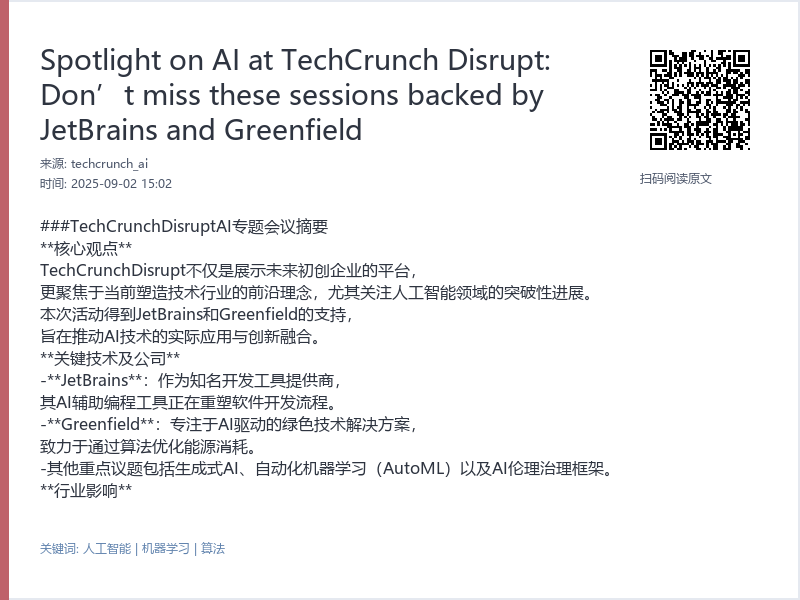 Spotlight on AI at TechCrunch Disrupt:
Don’t miss these sessions backed by
JetBrains and Greenfield
来源: techcrunch_ai
时间: 2025-09-02 15:02
扫码阅读原文
###TechCrunchDisruptAI专题会议摘要
**核心观点**
TechCrunchDisrupt不仅是展示未来初创企业的平台，
更聚焦于当前塑造技术行业的前沿理念，尤其关注人工智能领域的突破性进展。
本次活动得到JetBrains和Greenfield的支持，
旨在推动AI技术的实际应用与创新融合。
**关键技术及公司**
-**JetBrains**：作为知名开发工具提供商，
其AI辅助编程工具正在重塑软件开发流程。
-**Greenfield**：专注于AI驱动的绿色技术解决方案，
致力于通过算法优化能源消耗。
-其他重点议题包括生成式AI、自动化机器学习（AutoML）以及AI伦理治理框架。
**行业影响**
关键词: 人工智能 | 机器学习 | 算法